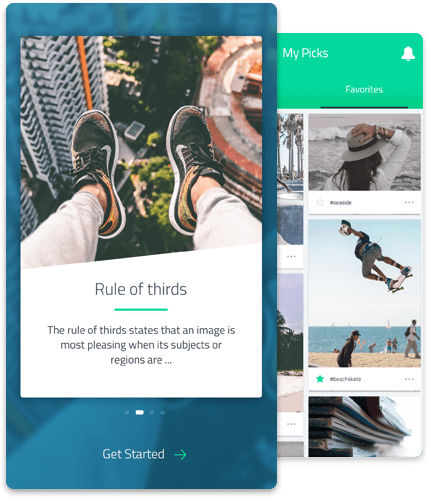 Rule of thirds
The rule of thirds states that an image is
most pleasing when its subjects or
regions are ...
Get Started
My Picks
Favorites
#seaside
#beachskate